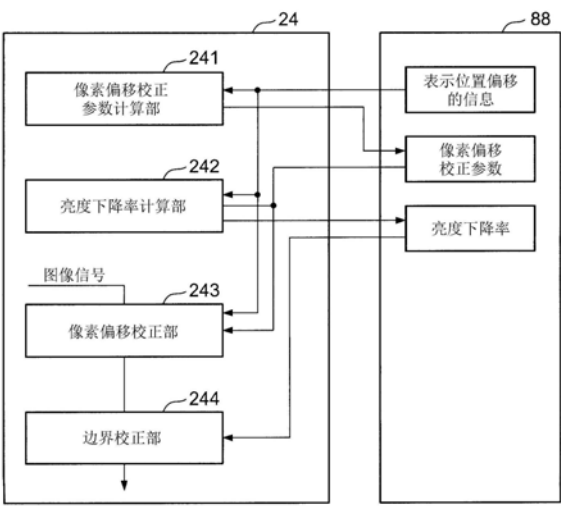 24
88
241
像素偏移校正
参数计算部
表示位置偏移
的信息
像素偏移
校正参数
242
亮度下降率计算部
亮度下降率
图像信号
243
像素偏移校正部
244
边界校正部